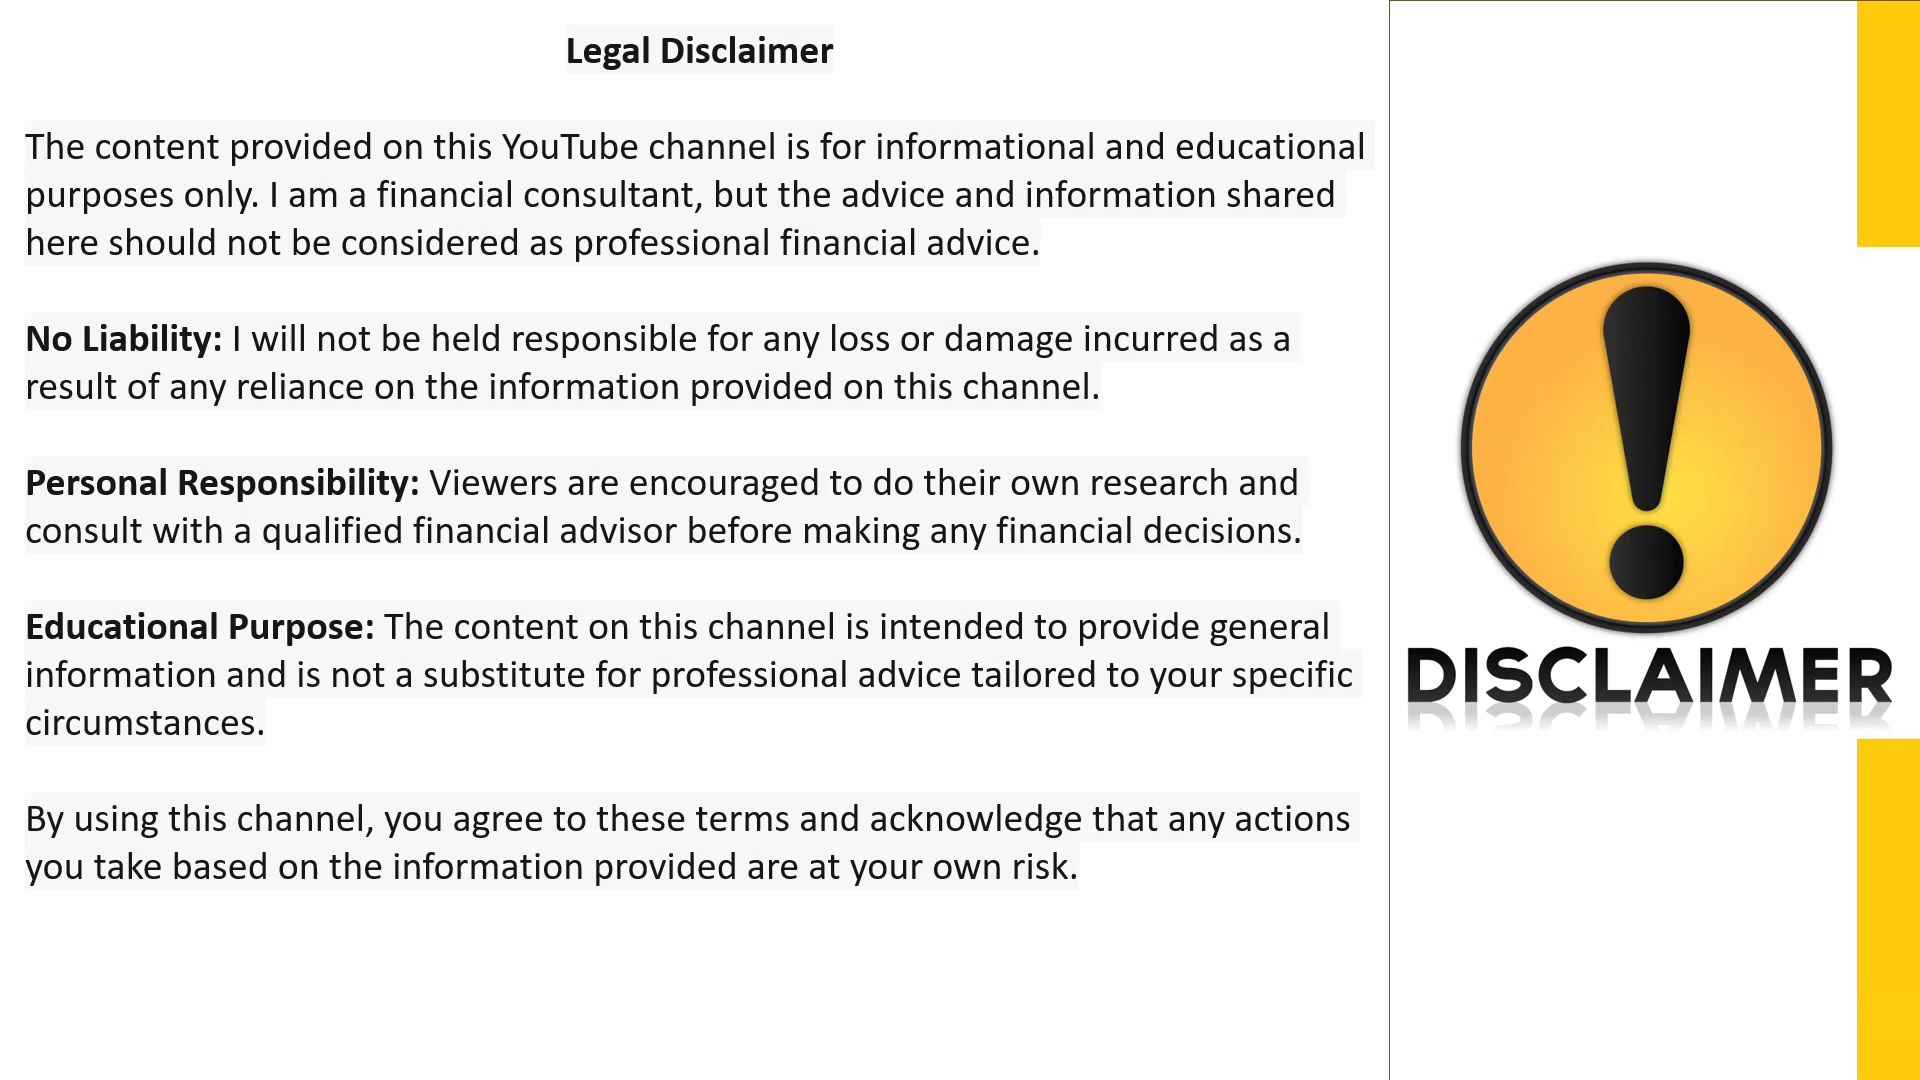 Legal Disclaimer
The content provided on this YouTube channel is for informational and educational
purposes only. I am a financial consultant, but the advice and information shared
here should not be considered as professional financial advice.
No Liability: I will not be held responsible for any loss or damage incurred as a
result of any reliance on the information provided on this channel.
Personal Responsibility: Viewers are encouraged to do their own research and
consult with a qualified financial advisor before making any financial decisions.
Educational Purpose: The content on this channel is intended to provide general
information and is not a substitute for professional advice tailored to your specific
circumstances.
By using this channel, you agree to these terms and acknowledge that any actions
you take based on the information provided are at your own risk.
DISCLAIMER